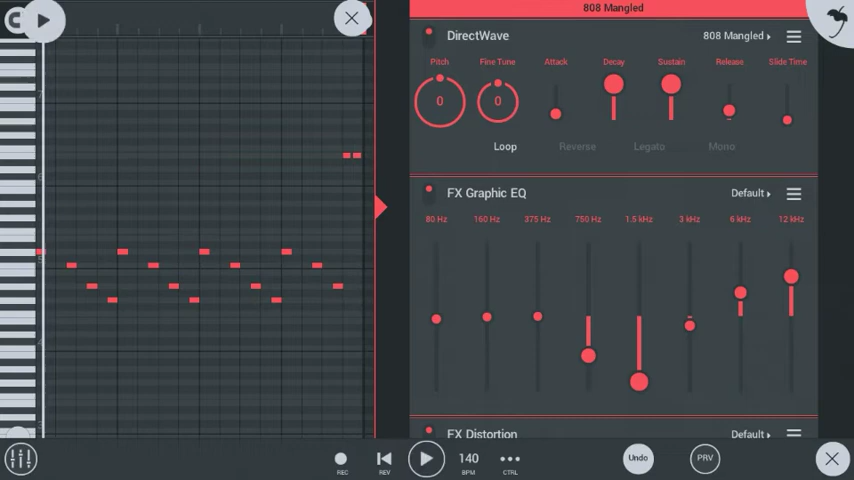 808 Mangled
DirectWave
808 Mangled
Pitch
Fine Tune
Attack
Decay
Sustain
Release
Slide Time
0
0
Loop
Reverse
Legato
Mono
FX Graphic EQ
Default
80 Hz
160 Hz
375 Hz
750 Hz
1.5 kHz
3 kHz
6 kHz
12 kHz
FX Distortion
Default
REC
REV
140
BPM
CTRL
Undo
PRV